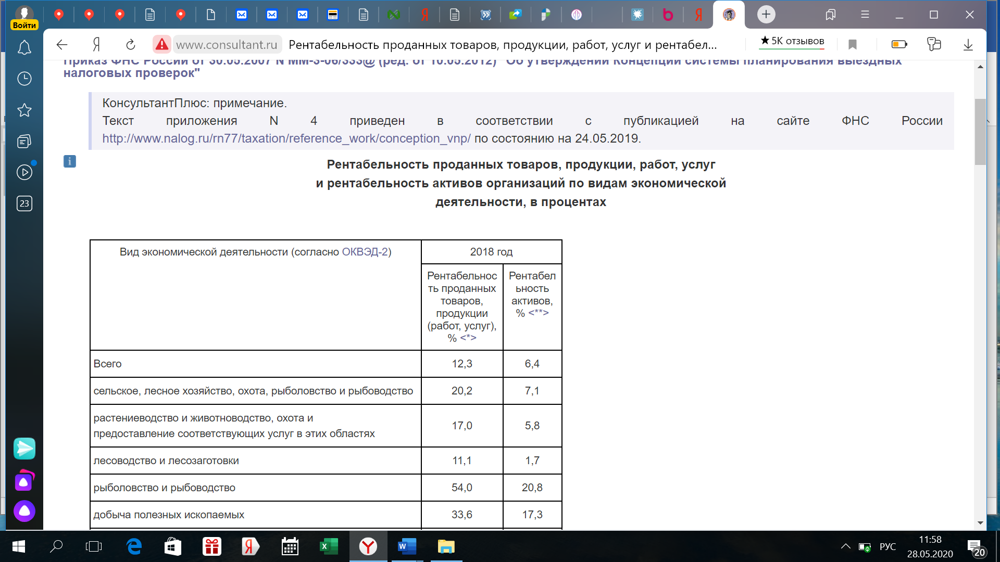 Войти
www.consultant.ru
Рентабельность проданных товаров, продукции, работ, услуг и рентабел...
★ 5К отзывов
Приказ ФНС России от 30.05.2007 N ММ-3-06/333@ (ред. от 10.05.2012) "Об утверждении Концепции системы планирования выездных
налоговых проверок"
КонсультантПлюс: примечание.
Текст приложения N 4 приведен в соответствии с публикацией на сайте ФНС России
http://www.nalog.ru/rn77/taxation/reference_work/conception_vnp/ по состоянию на 24.05.2019.
Рентабельность проданных товаров, продукции, работ, услуг
и рентабельность активов организаций по видам экономической
деятельности, в процентах
23
Вид экономической деятельности (согласно ОКВЭД-2)
2018 год
Рентабельнос
ть проданных
товаров,
продукции
(работ, услуг),
% <*>
Рентабел
ьность
активов,
% <**>
Всего 12,3 6,4
сельское, лесное хозяйство, охота, рыболовство и рыбоводство 20,2 7,1
растениеводство и животноводство, охота и
предоставление соответствующих услуг в этих областях 17,0 5,8
лесоводство и лесозаготовки 11,1 1,7
рыболовство и рыбоводство 54,0 20,8
добыча полезных ископаемых 33,6 17,3
РУС
11:58
28.05.2020
20